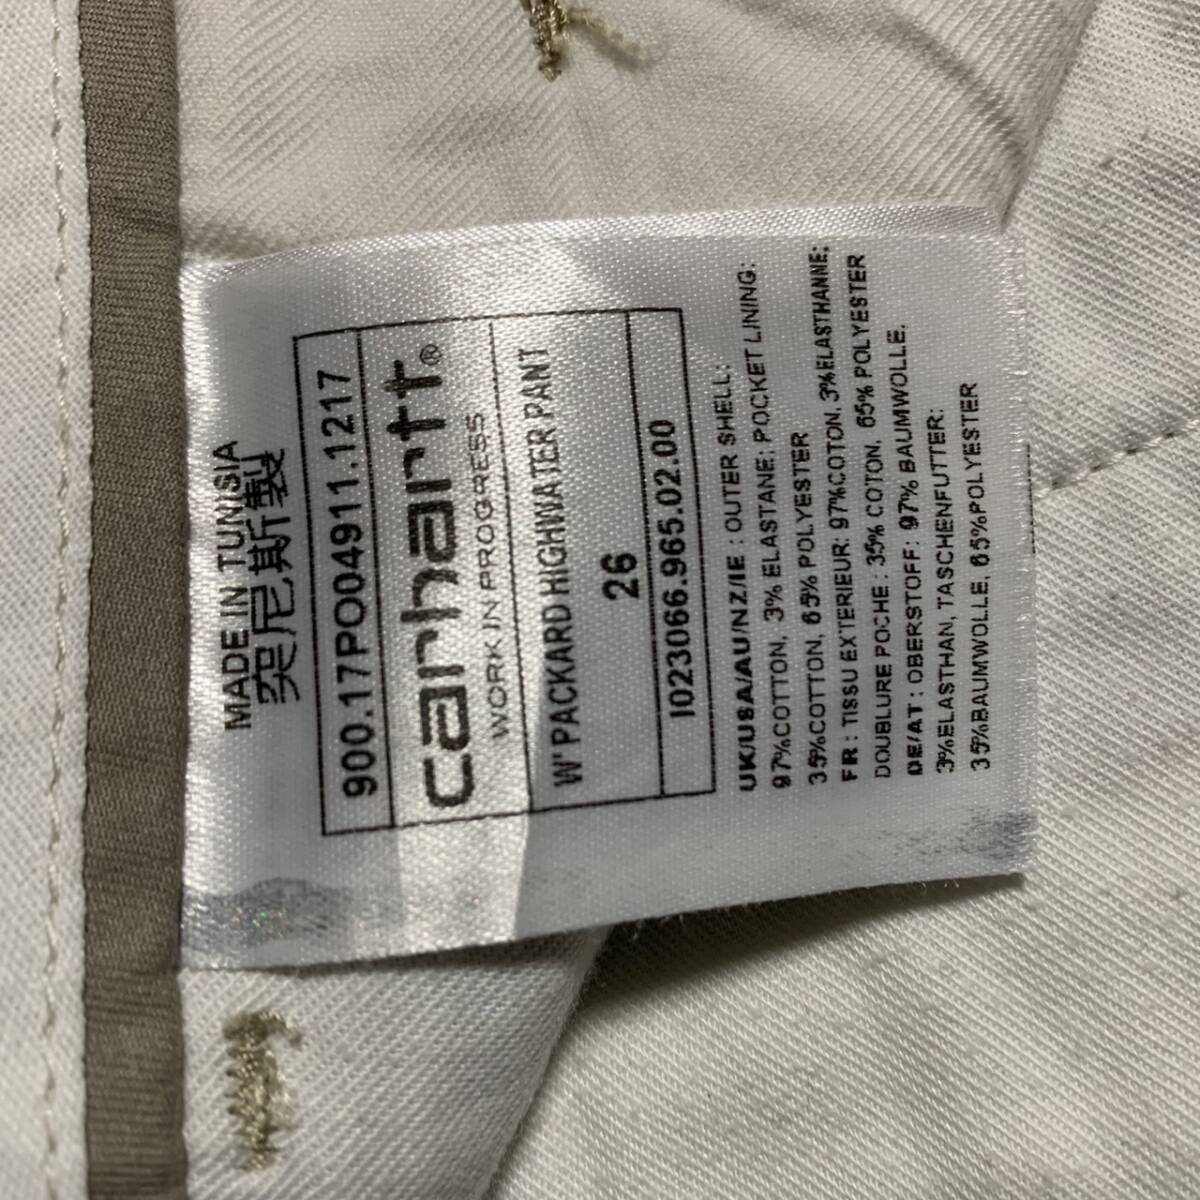 MADE IN TUNISIA
突尼斯製
900.17PO04911.1217
carhartt®
WORK IN PROGRESS
W'PACKARD HIGHWATER PANT
26
I023066.965.02.00
UK/USA/AU/NZ/IE : OUTER SHELL:
97%COTTON, 3% ELASTANE; POCKET LINING:
35%COTTON, 65% POLYESTER
FR : TISSU EXTERIEUR: 97%COTON, 3%ELASTHANNE;
DOUBLURE POCHE : 35% COTON, 65% POLYESTER
DE/AT : OBERSTOFF: 97% BAUMWOLLE,
3%ELASTHAN, TASCHENFUTTER:
35%BAUMWOLLE, 65%POLYESTER